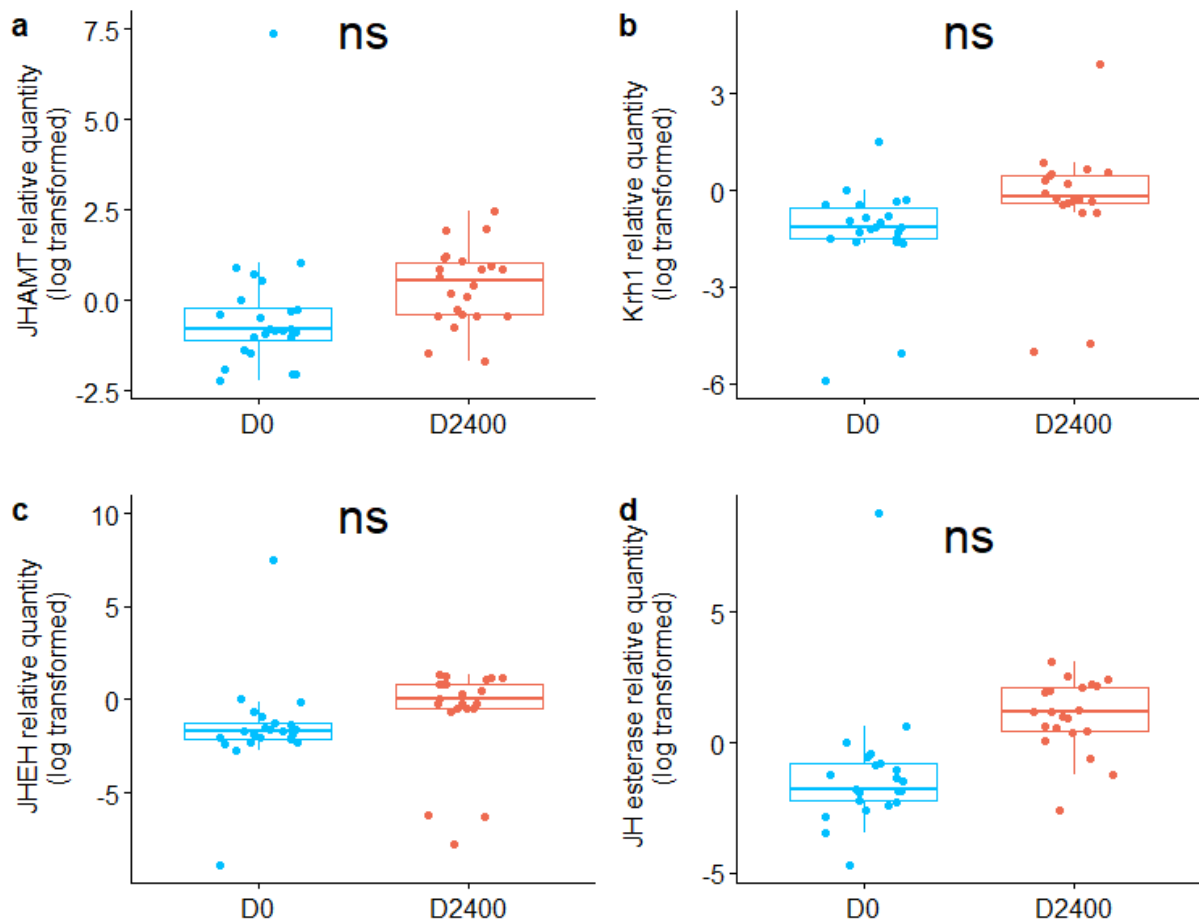 a
ns
JHAMT relative quantity
(log transformed)
7.5
5.0
2.5
0.0
-2.5
D0
D2400
b
ns
Krh1 relative quantity
(log transformed)
3
0
-3
-6
D0
D2400
c
ns
JHEH relative quantity
(log transformed)
10
5
0
-5
D0
D2400
d
ns
JH esterase relative quantity
(log transformed)
5
0
-5
D0
D2400